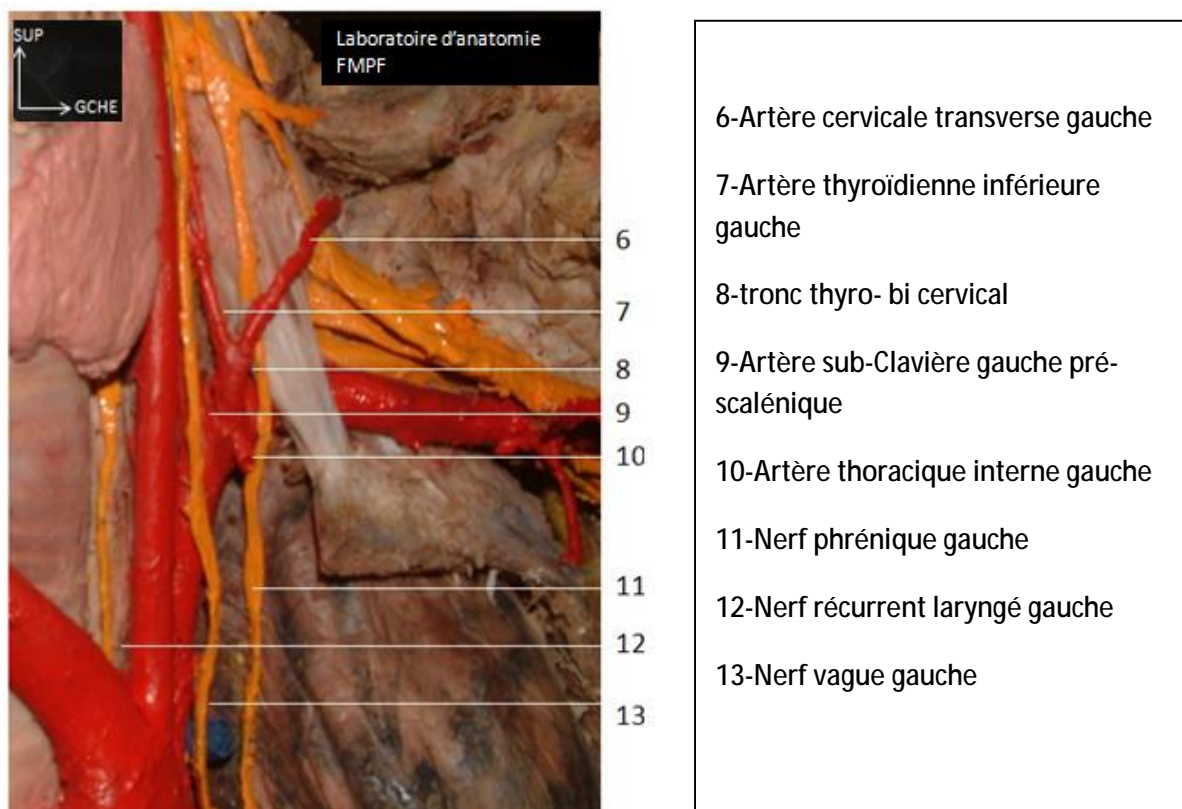 SUP
GCHE
Laboratoire d'anatomie
FMPF
6
7
8
9
10
11
12
13
6-Artère cervicale transverse gauche
7-Artère thyroïdienne inférieure
gauche
8-tronc thyro- bi cervical
9-Artère sub-Clavière gauche pré-
scalénique
10-Artère thoracique interne gauche
11-Nerf phrénique gauche
12-Nerf récurrent laryngé gauche
13-Nerf vague gauche